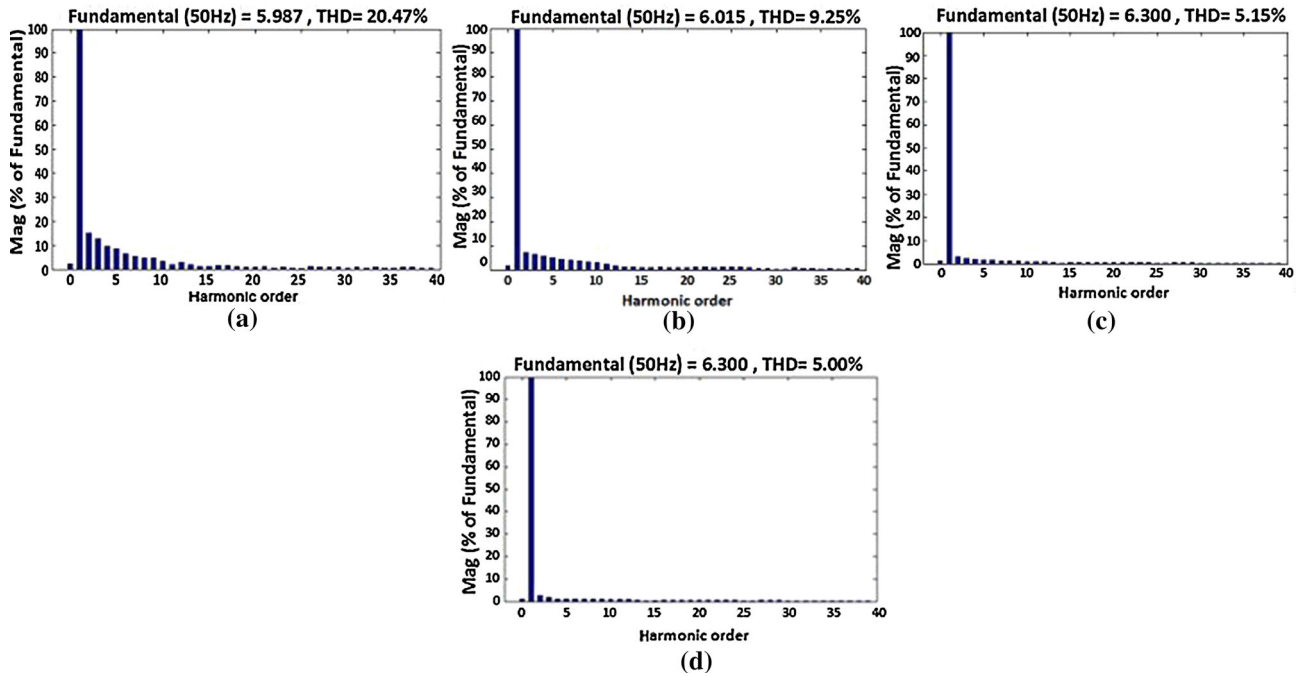 Fundamental (50Hz) = 5.987 , THD= 20.47%
Mag (% of Fundamental)
100
90
80
70
60
50
40
30
20
10
0
0 5 10 15 20 25 30 35 40
Harmonic order
(a)
Fundamental (50Hz) = 6.015 , THD= 9.25%
Mag (% of Fundamental)
100
90
80
70
60
50
40
30
20
10
0
0 5 10 15 20 25 30 35 40
Harmonic order
(b)
Fundamental (50Hz) = 6.300 , THD= 5.15%
Mag (% of Fundamental)
100
90
80
70
60
50
40
30
20
10
0
0 5 10 15 20 25 30 35 40
Harmonic order
(c)
Fundamental (50Hz) = 6.300 , THD= 5.00%
Mag (% of Fundamental)
100
90
80
70
60
50
40
30
20
10
0
0 5 10 15 20 25 30 35 40
Harmonic order
(d)